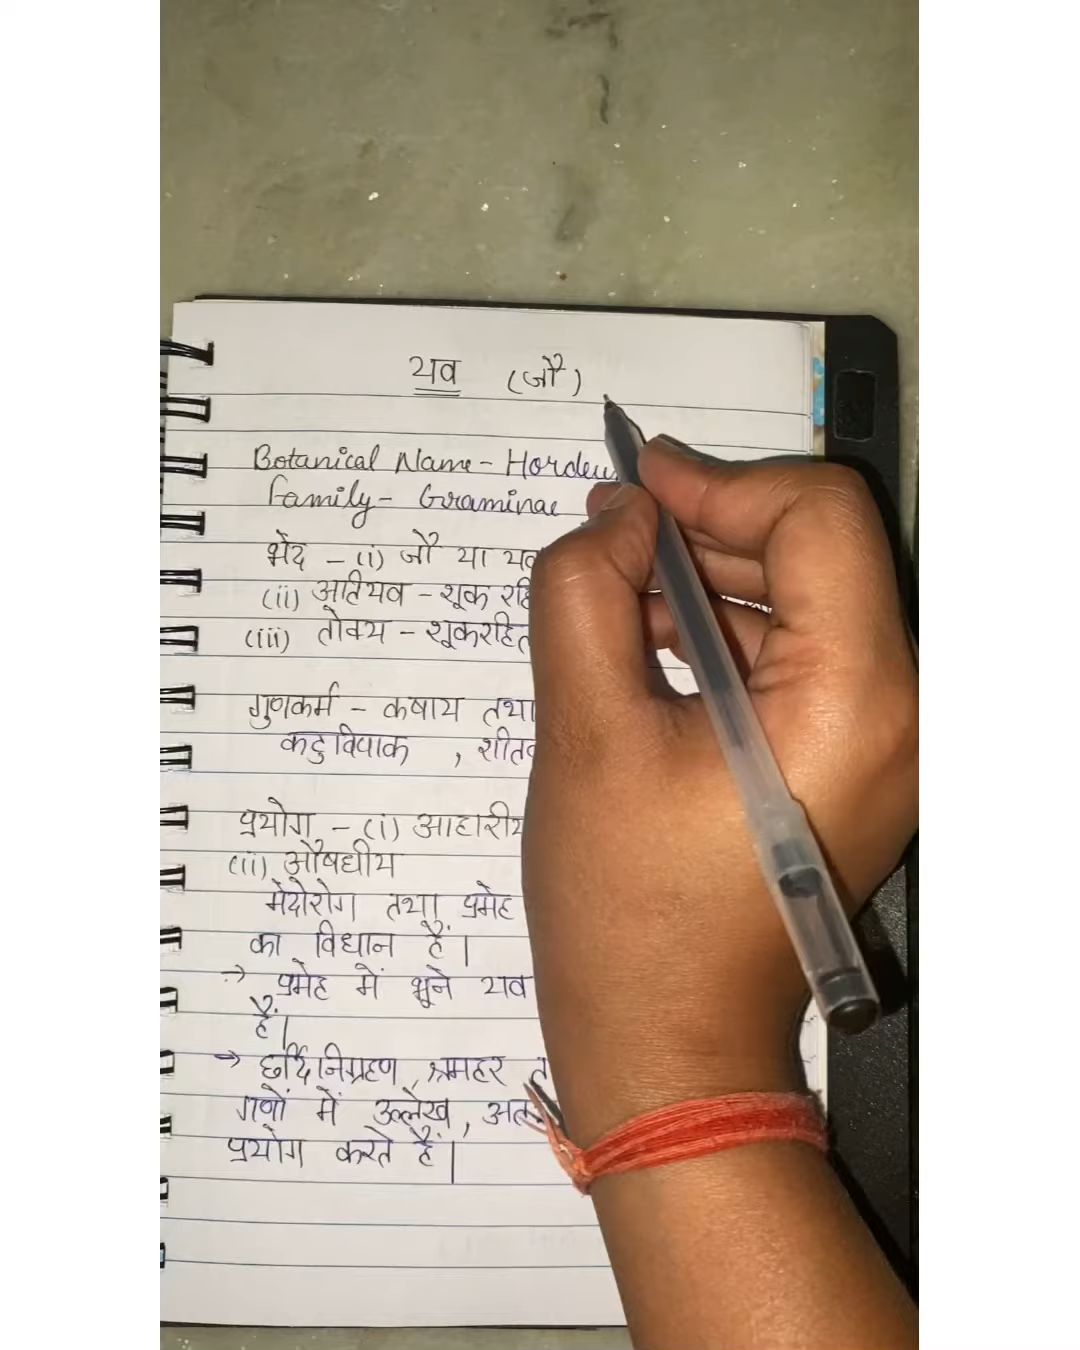 यव (जौ)
Botanical Name - Hordeu
Family - Graminae
भेद - (i) जौ या यव
(ii) अतियव - शूक रहि
(iii) तोक्य - शूकरहित
गुणकर्म - कषाय तथा
कटु विपाक , शीत
प्रयोग - (i) आहारीय
(ii) औषधीय
मेदोरोग तथा प्रमेह
का विधान हैं।
-> प्रमेह में भूने यव
हैं।
-> छर्दिनिग्रहण, श्रमहर त
गणों में उल्लेख, अत
प्रयोग करते हैं।